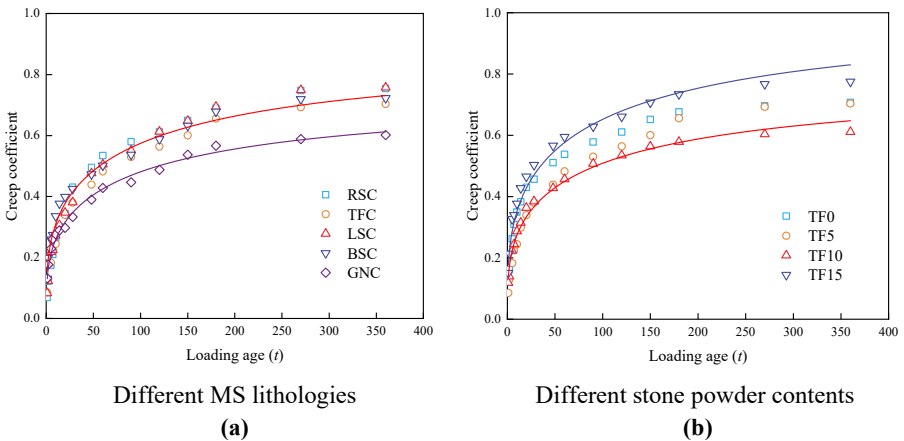 (a)
1.0
0.8
0.6
0.4
0.2
0.0
Creep coefficient
RSC
TFC
LSC
BSC
GNC
0 50 100 150 200 250 300 350 400
Loading age (t)
Different MS lithologies
(a)
(b)
1.0
0.8
0.6
0.4
0.2
0.0
Creep coefficient
TF0
TF5
TF10
TF15
0 50 100 150 200 250 300 350 400
Loading age (t)
Different stone powder contents
(b)